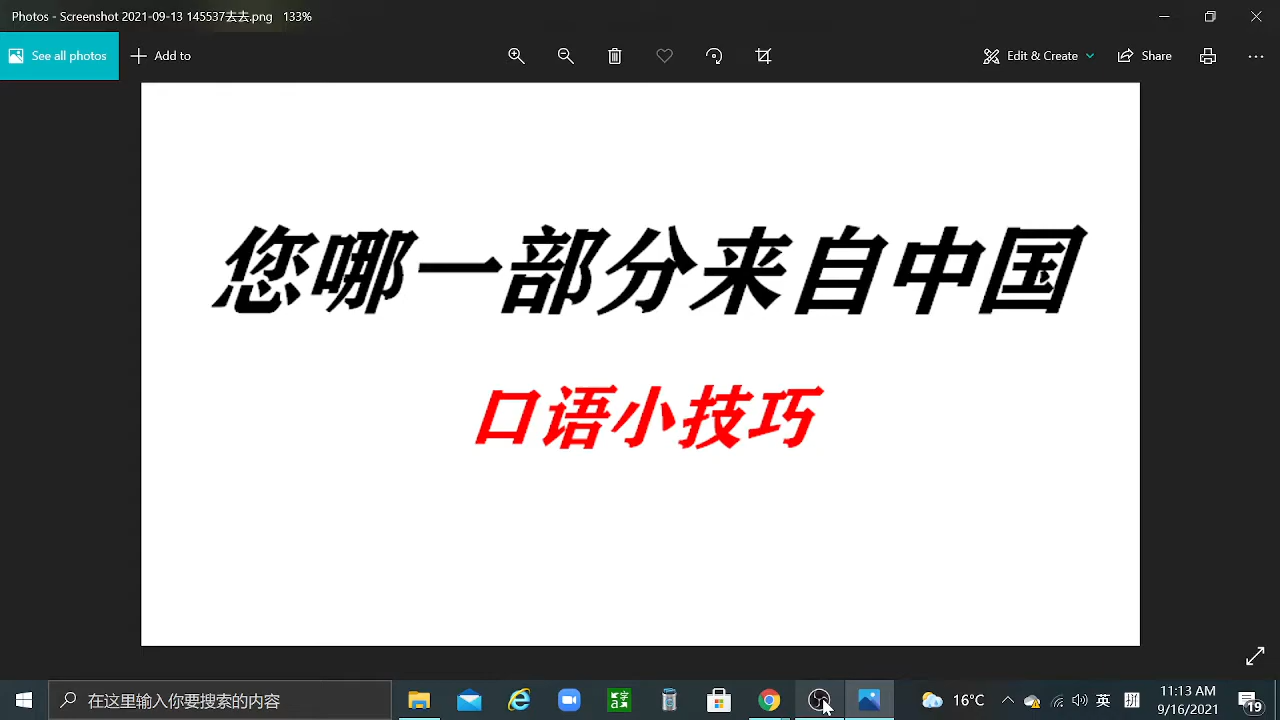 Photos - Screenshot 2021-09-13 145537去去.png 133%
See all photos
Add to
Edit & Create
Share
您哪一部分来自中国
口语小技巧
在这里输入你要搜索的内容
16°C
英
拼
11:13 AM
9/16/2021
19